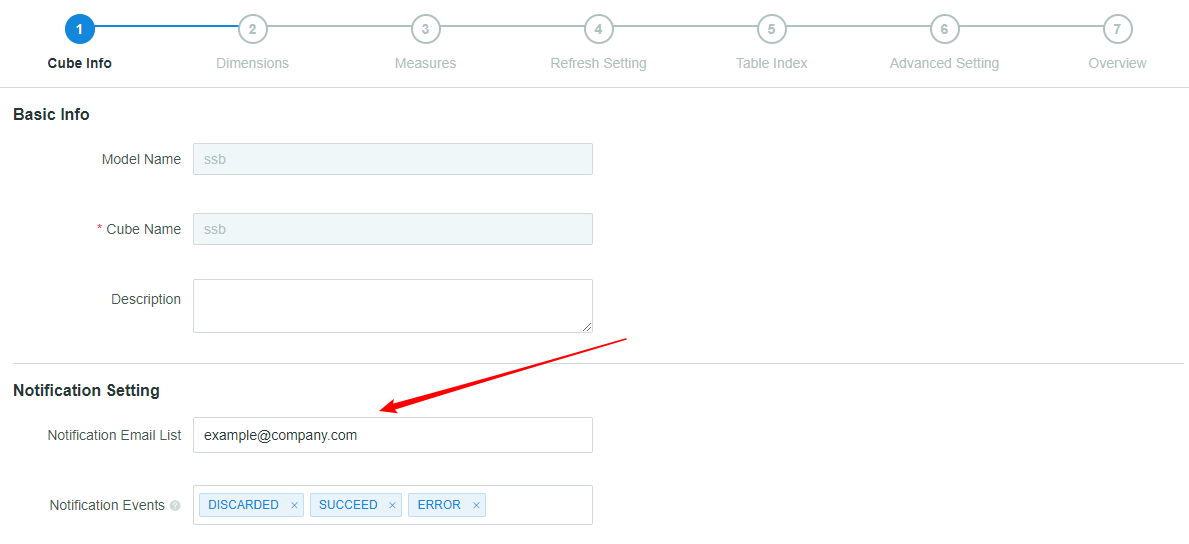 1 2 3 4 5 6 7
Cube Info Dimensions Measures Refresh Setting Table Index Advanced Setting Overview
Basic Info
Model Name ssb
* Cube Name ssb
Description
Notification Setting
Notification Email List example@company.com
Notification Events ? DISCARDED × SUCCEED × ERROR ×